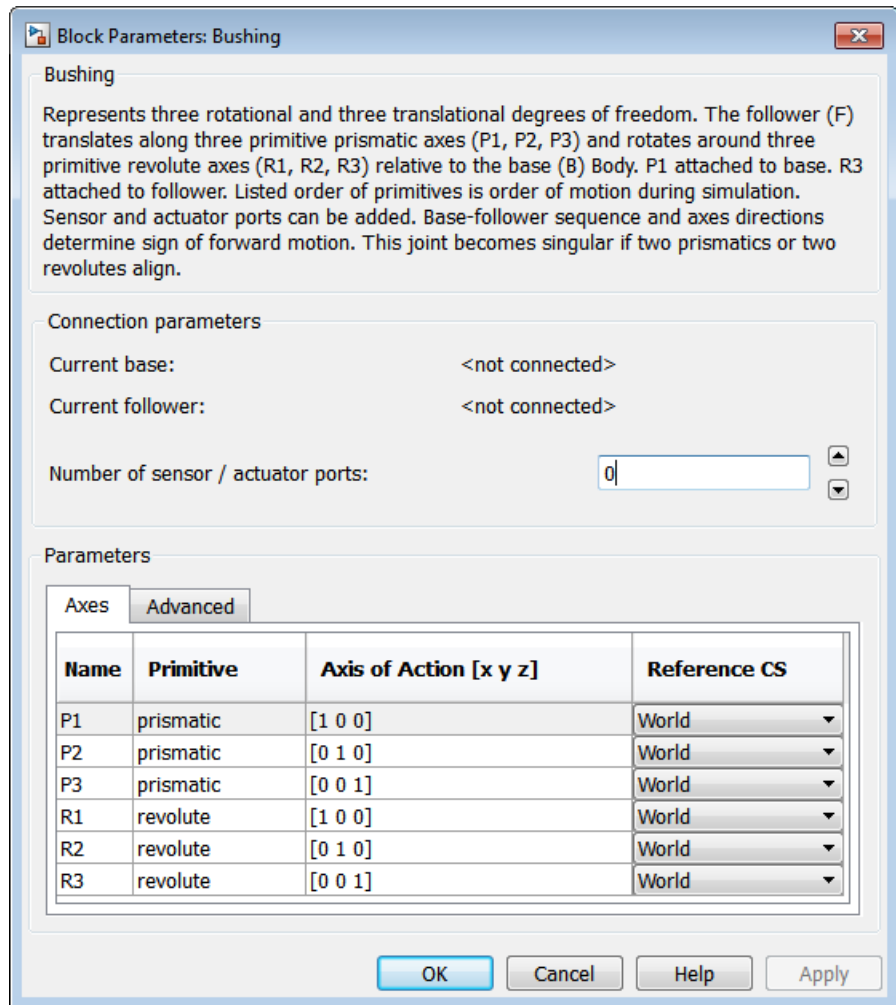 Block Parameters: Bushing
Bushing
Represents three rotational and three translational degrees of freedom. The follower (F)
translates along three primitive prismatic axes (P1, P2, P3) and rotates around three
primitive revolute axes (R1, R2, R3) relative to the base (B) Body. P1 attached to base. R3
attached to follower. Listed order of primitives is order of motion during simulation.
Sensor and actuator ports can be added. Base-follower sequence and axes directions
determine sign of forward motion. This joint becomes singular if two prismatics or two
revolutes align.
Connection parameters
Current base: <not connected>
Current follower: <not connected>
Number of sensor / actuator ports: 0
Parameters
Axes Advanced
Name Primitive Axis of Action [x y z] Reference CS
P1 prismatic [1 0 0] World
P2 prismatic [0 1 0] World
P3 prismatic [0 0 1] World
R1 revolute [1 0 0] World
R2 revolute [0 1 0] World
R3 revolute [0 0 1] World
OK Cancel Help Apply